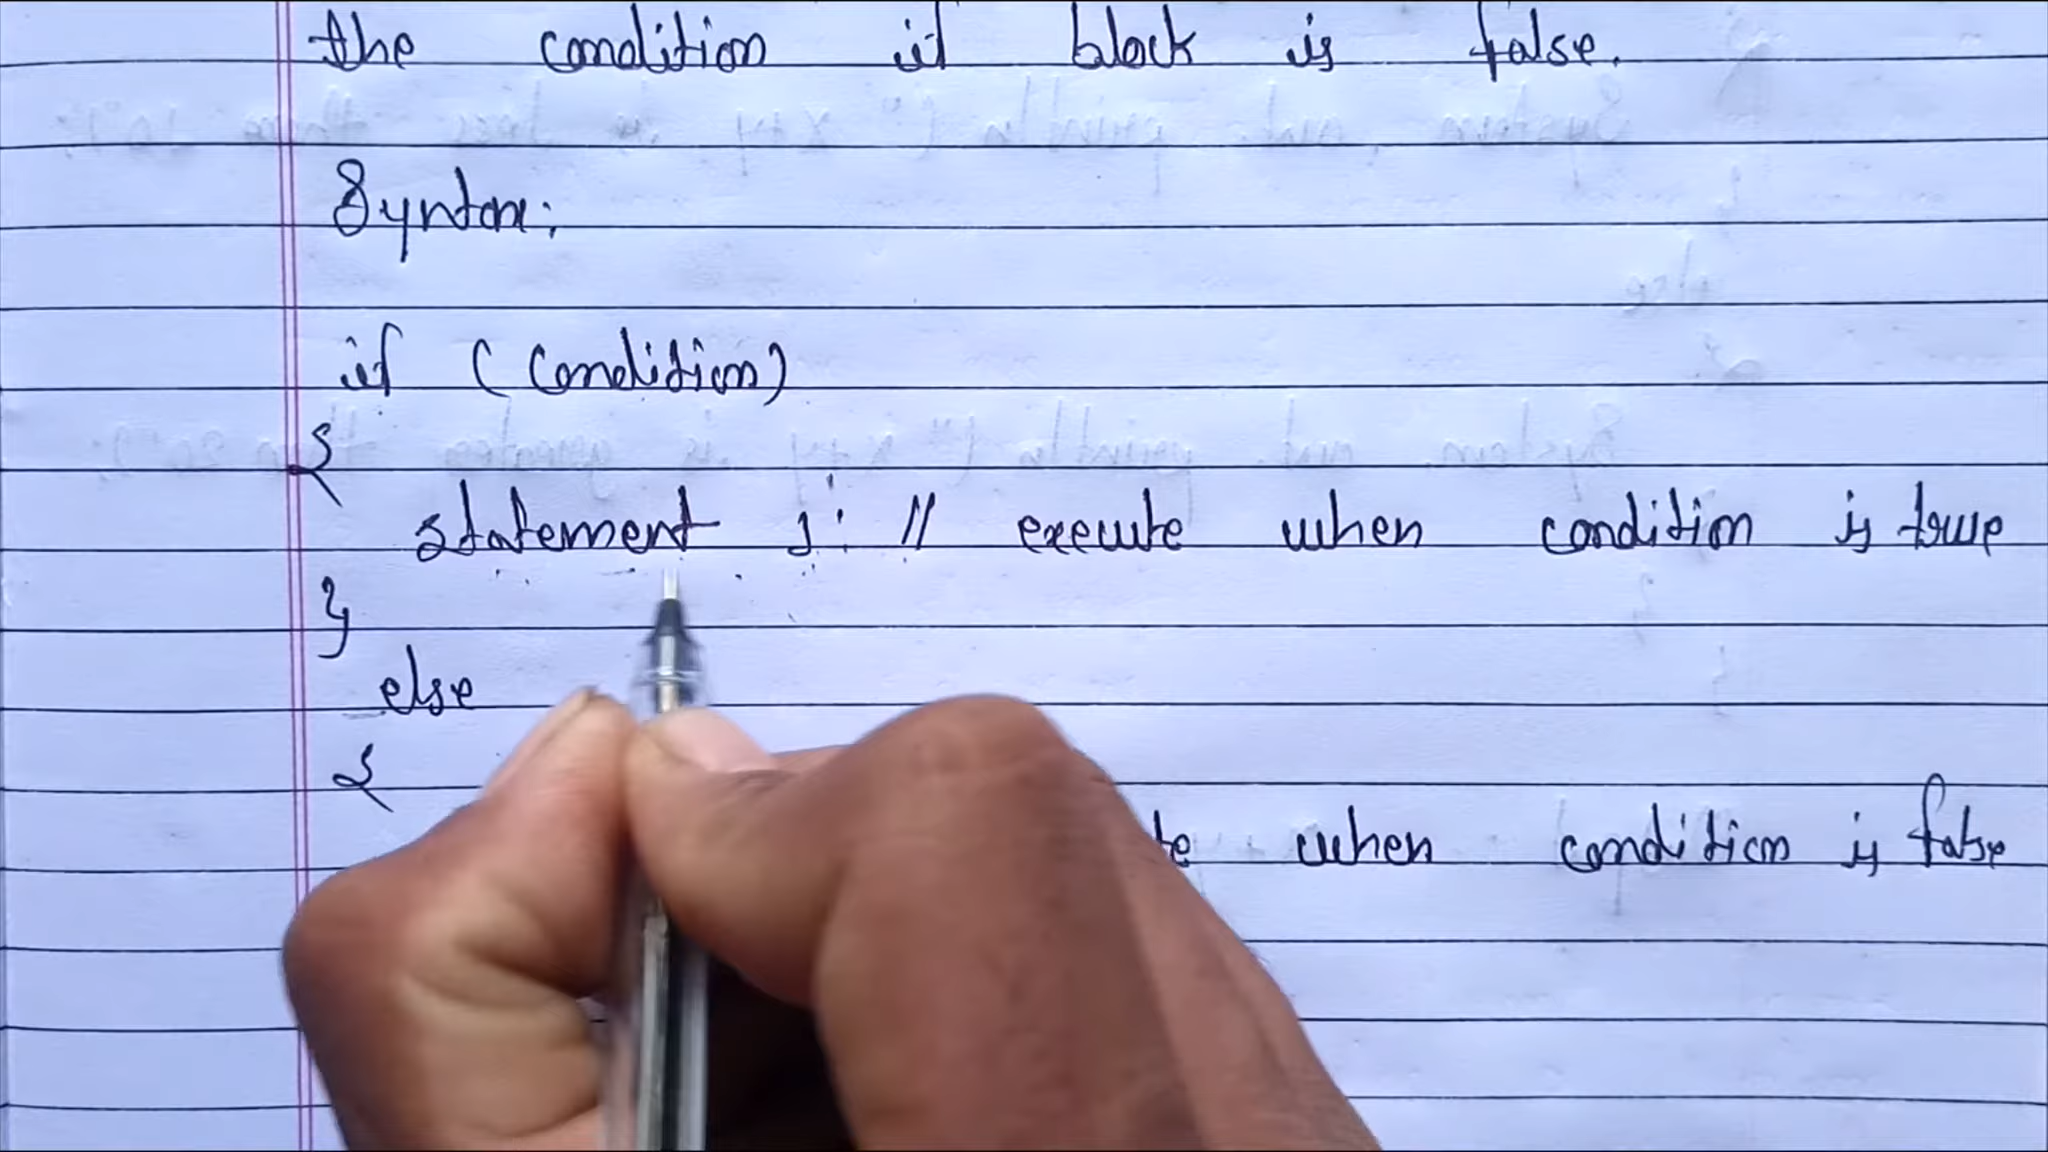 the condition if block is false.
Syntax:
if (condition)
{
statement 1; // execute when condition is true
}
else
{
te when condition is false